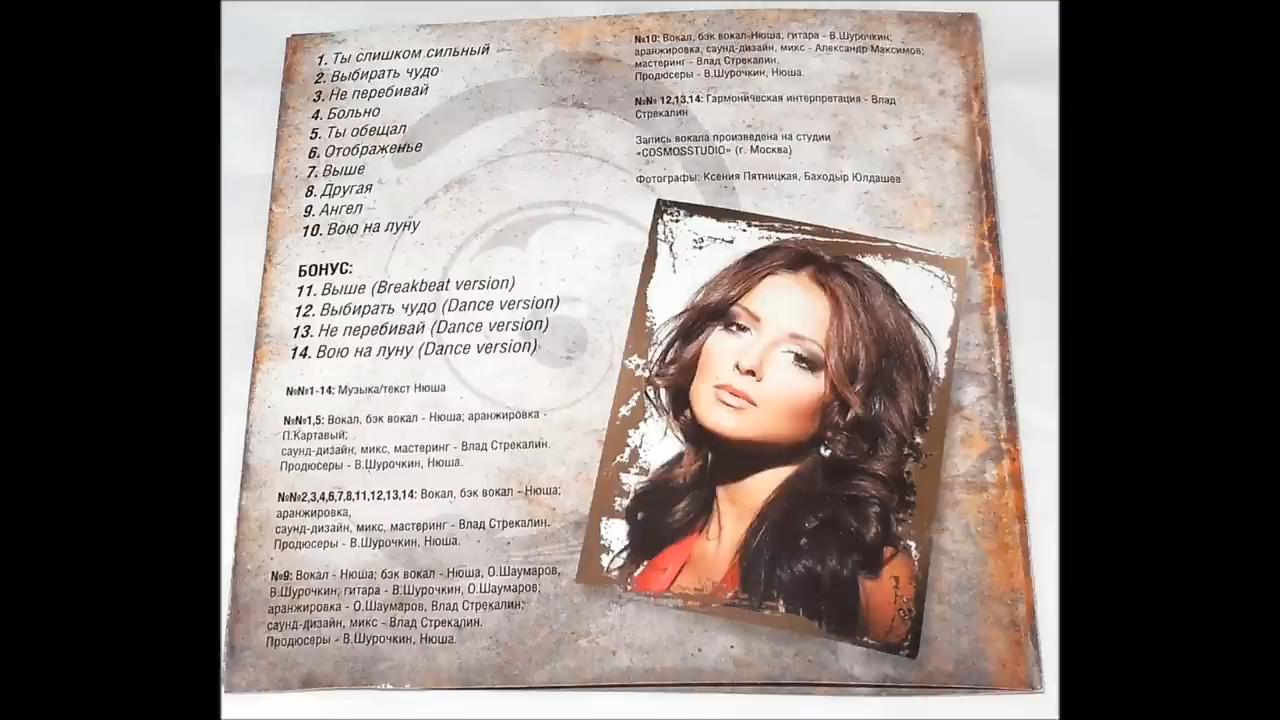 1. Ты слишком сильный
2. Выбирать чудо
3. Не перебивай
4. Больно
5. Ты обещал
6. Отображенье
7. Выше
8. Другая
9. Ангел
10. Вою на луну
БОНУС:
11. Выше (Breakbeat version)
12. Выбирать чудо (Dance version)
13. Не перебивай (Dance version)
14. Вою на луну (Dance version)
№№1-14: Музыка/текст Нюша
№№1,5: Вокал, бэк вокал - Нюша; аранжировка -
П.Картавый;
саунд-дизайн, микс, мастеринг - Влад Стрекалин.
Продюсеры - В.Шурочкин, Нюша.
№№2,3,4,6,7,8,11,12,13,14: Вокал, бэк вокал - Нюша;
аранжировка,
саунд-дизайн, микс, мастеринг - Влад Стрекалин.
Продюсеры - В.Шурочкин, Нюша.
№9: Вокал - Нюша; бэк вокал - Нюша, О.Шаумаров,
В.Шурочкин; гитара - В.Шурочкин, О.Шаумаров;
аранжировка - О.Шаумаров, Влад Стрекалин;
саунд-дизайн, микс - Влад Стрекалин.
Продюсеры - В.Шурочкин, Нюша.
№10: Вокал, бэк вокал-Нюша; гитара - В.Шурочкин;
аранжировка, саунд-дизайн, микс - Александр Максимов;
мастеринг - Влад Стрекалин.
Продюсеры - В.Шурочкин, Нюша.
№№ 12,13,14: Гармоническая интерпретация - Влад
Стрекалин
Запись вокала произведена на студии
«COSMOSSTUDIO» (г. Москва)
Фотографы: Ксения Пятницкая, Баходыр Юлдашев